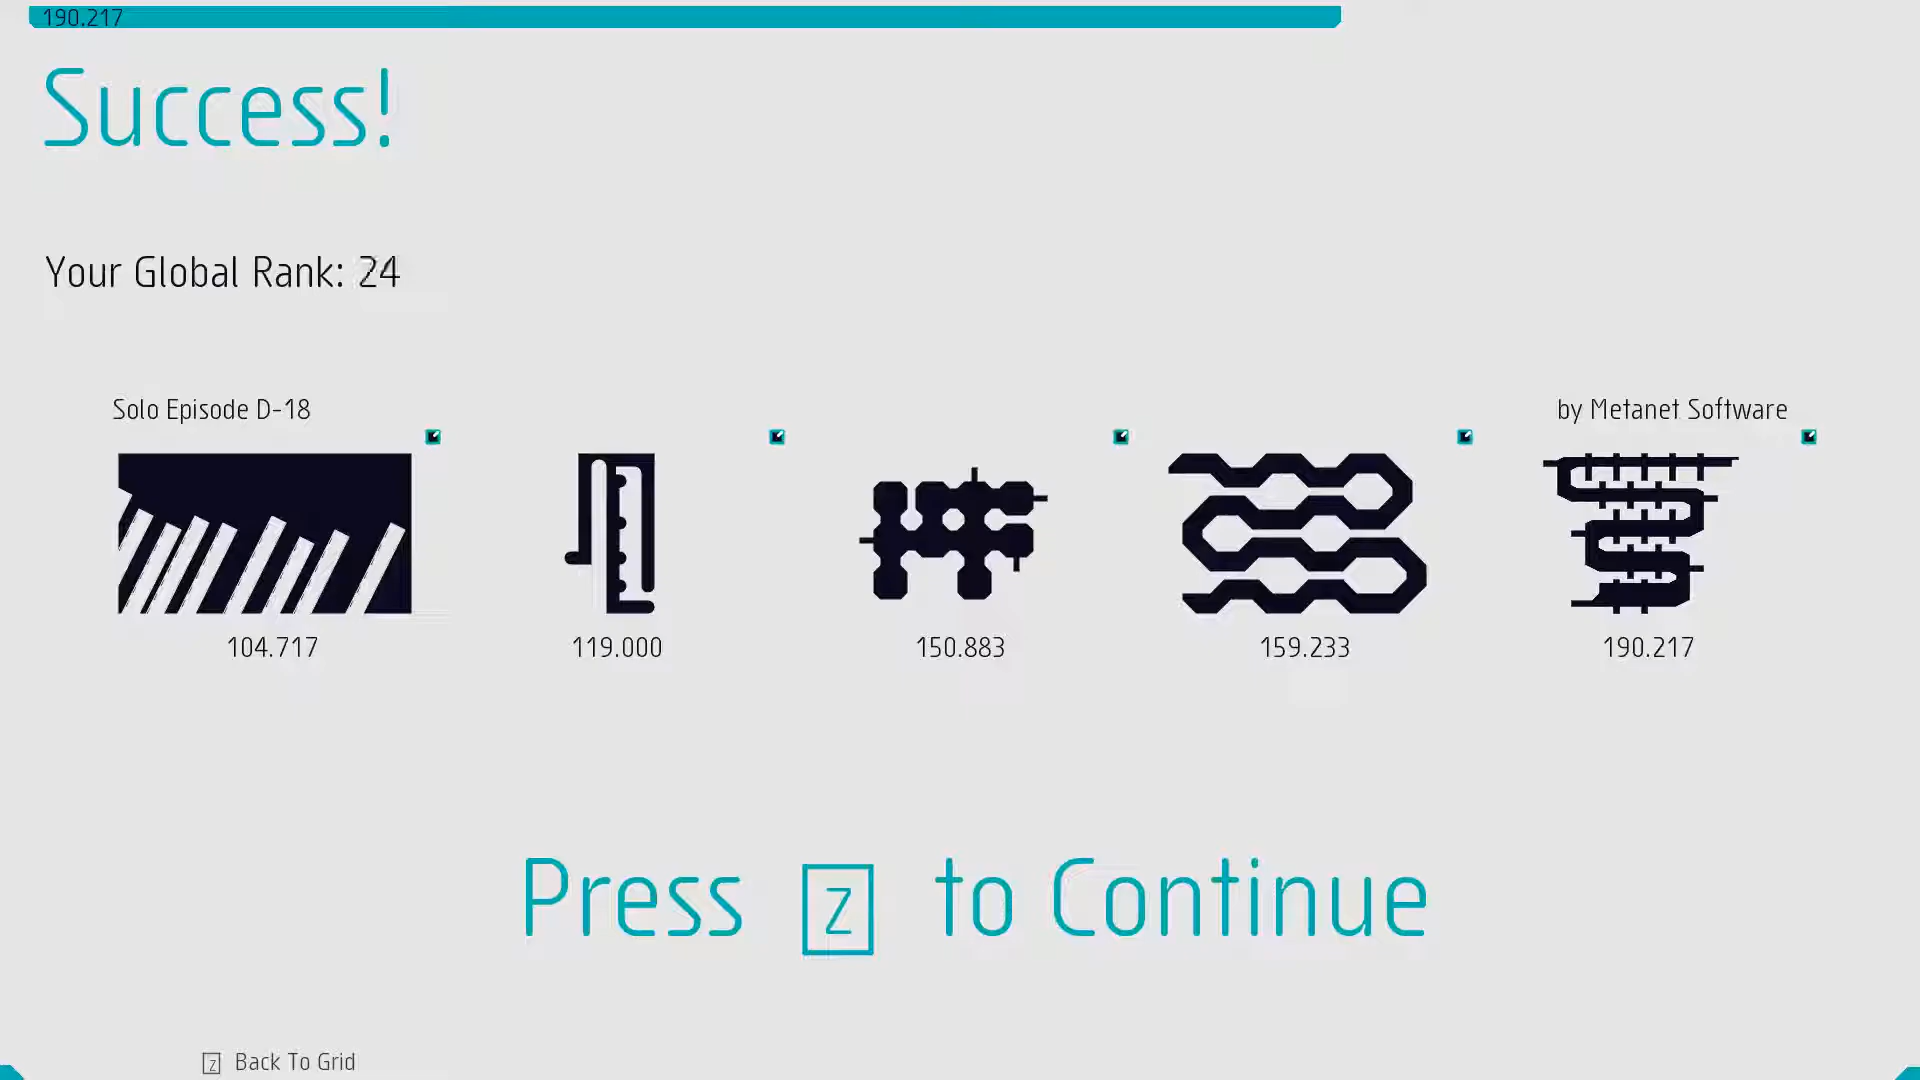 190.217
Success!
Your Global Rank: 24
Solo Episode D-18
by Metanet Software
104.717
119.000
150.883
159.233
190.217
Press Z to Continue
Z Back To Grid